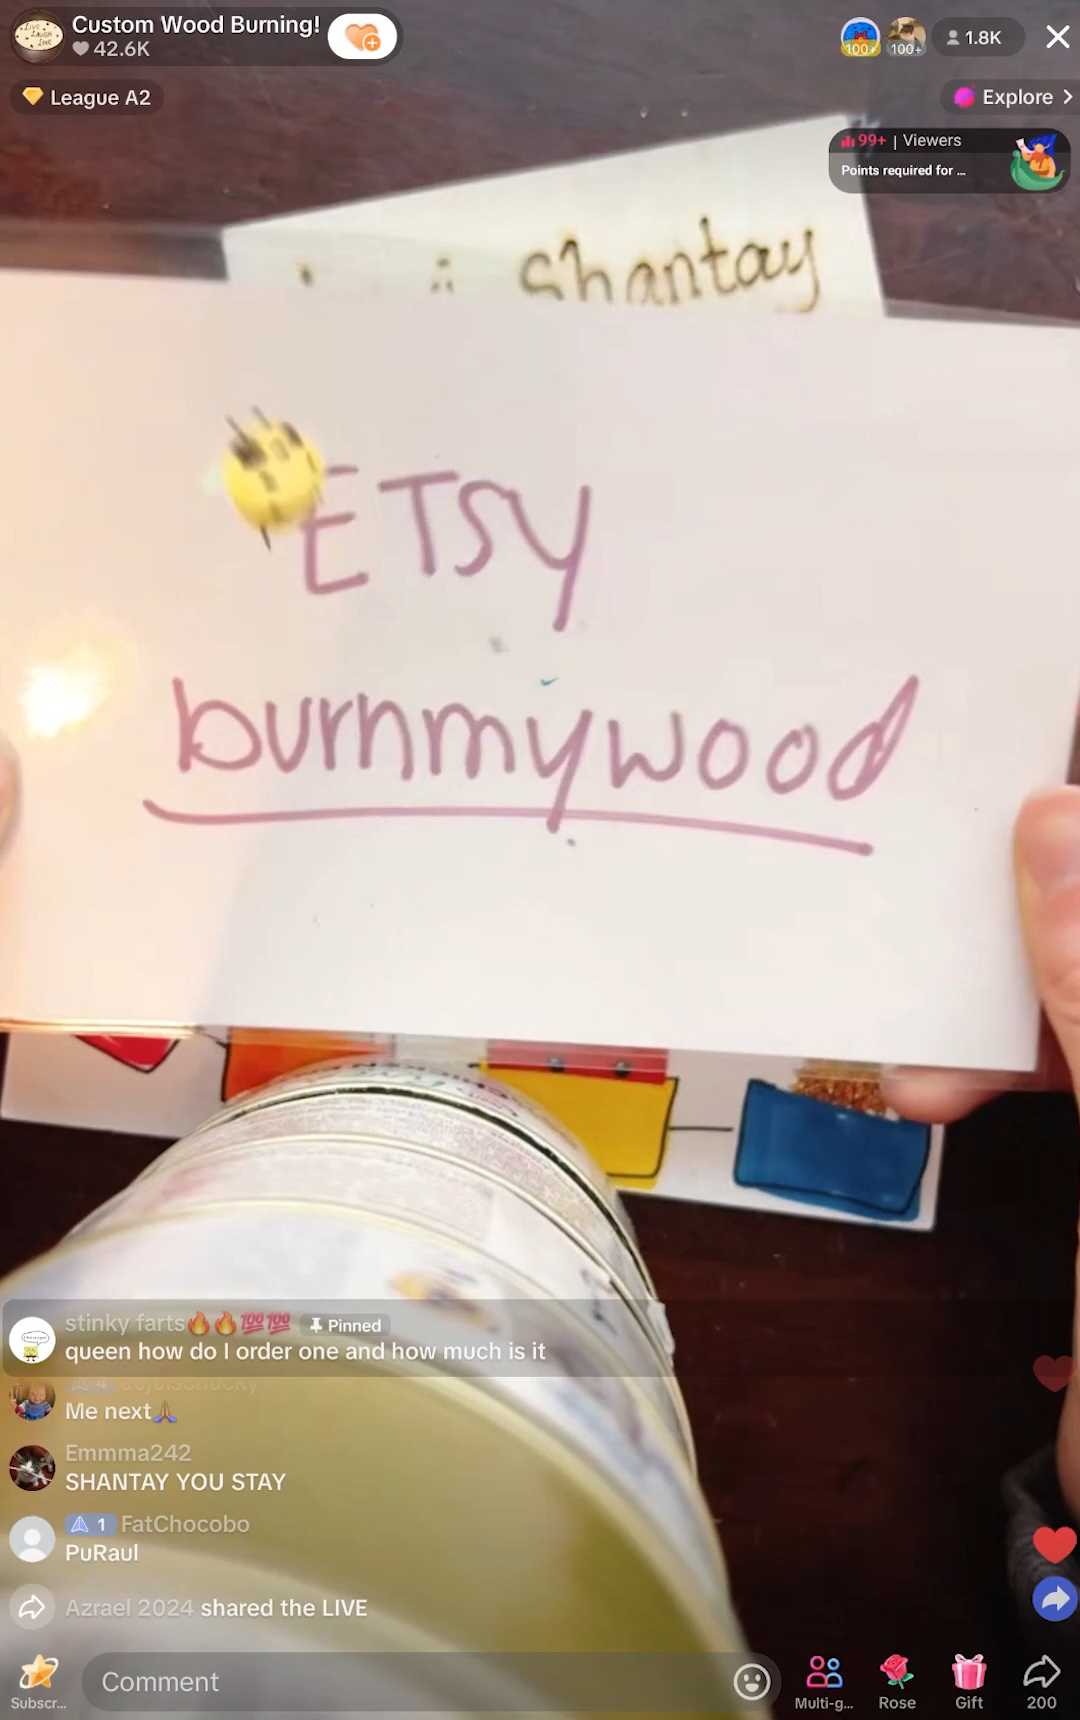 Custom Wood Burning!
42.6K
100+
100+
1.8K
League A2
Explore
99+ | Viewers
Points required for ...
Shantay
ETSY
burnmywood
stinky farts🔥🔥💯💯 Pinned
queen how do I order one and how much is it
Me next🙏
Emmma242
SHANTAY YOU STAY
1 FatChocobo
PuRaul
Azrael 2024 shared the LIVE
Comment
Subscr...
Multi-g...
Rose
Gift
200